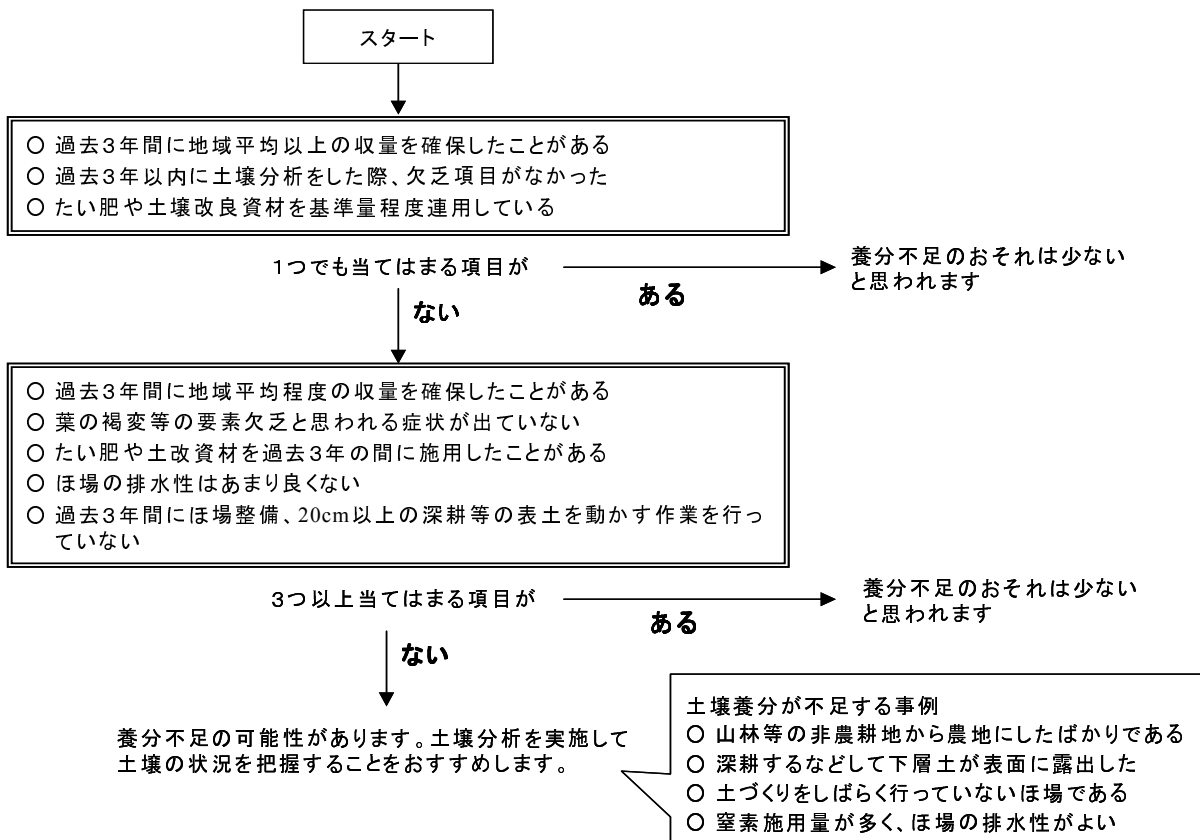 スタート
○ 過去3年間に地域平均以上の収量を確保したことがある
○ 過去3年以内に土壌分析をした際、欠乏項目がなかった
○ たい肥や土壌改良資材を基準量程度連用している
1つでも当てはまる項目が
ある
養分不足のおそれは少ない
と思われます
ない
○ 過去3年間に地域平均程度の収量を確保したことがある
○ 葉の褐変等の要素欠乏と思われる症状が出ていない
○ たい肥や土改資材を過去3年の間に施用したことがある
○ ほ場の排水性はあまり良くない
○ 過去3年間にほ場整備、20cm以上の深耕等の表土を動かす作業を行っ
ていない
3つ以上当てはまる項目が
ある
養分不足のおそれは少ない
と思われます
ない
養分不足の可能性があります。土壌分析を実施して
土壌の状況を把握することをおすすめします。
土壌養分が不足する事例
○ 山林等の非農耕地から農地にしたばかりである
○ 深耕するなどして下層土が表面に露出した
○ 土づくりをしばらく行っていないほ場である
○ 窒素施用量が多く、ほ場の排水性がよい